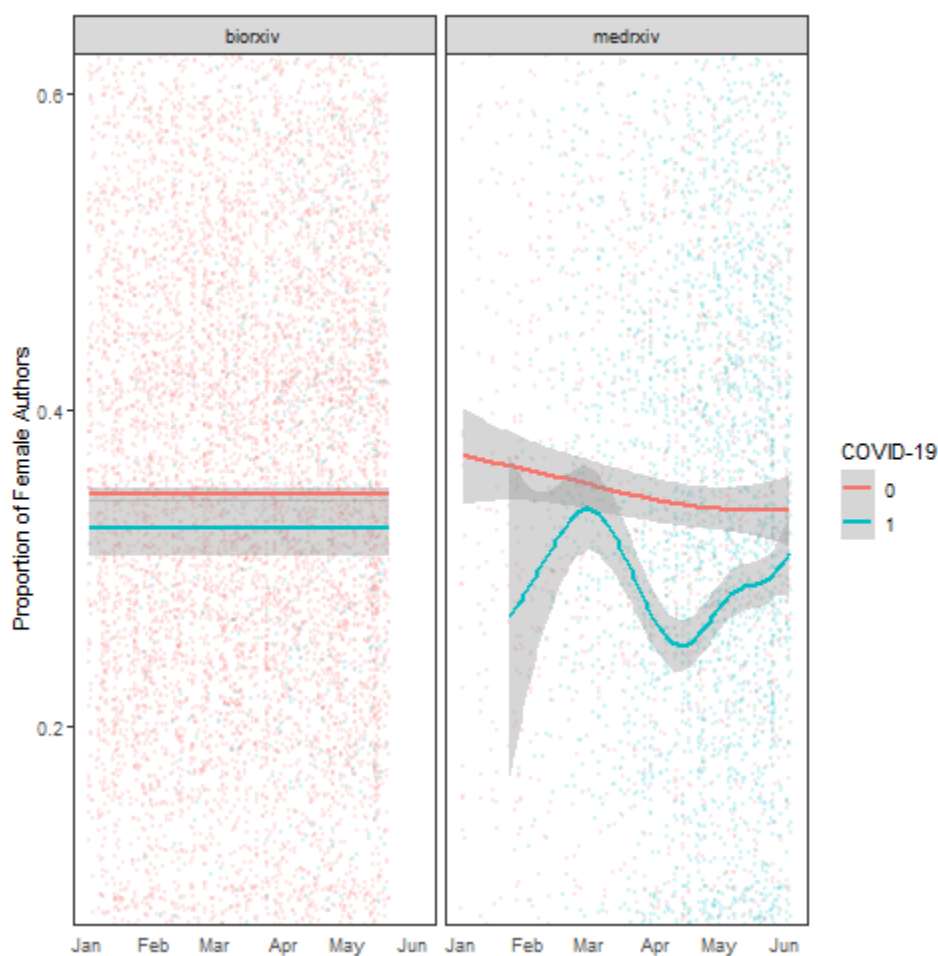 biorxiv medrxiv
Proportion of Female Authors
0.6
0.4
0.2
Jan Feb Mar Apr May Jun Jan Feb Mar Apr May Jun
COVID-19
0
1